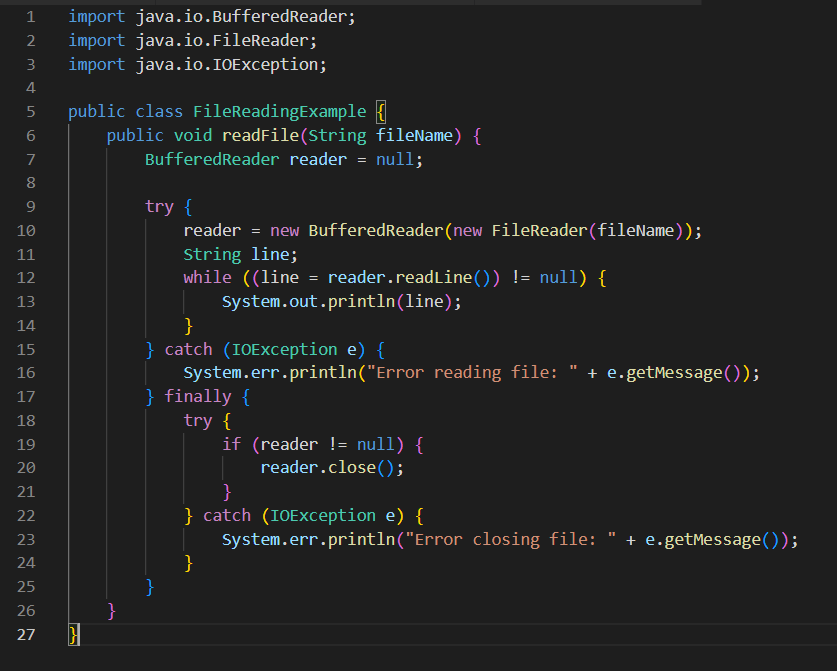 1 import java.io.BufferedReader;
2 import java.io.FileReader;
3 import java.io.IOException;
4
5 public class FileReadingExample {
6     public void readFile(String fileName) {
7         BufferedReader reader = null;
8
9         try {
10             reader = new BufferedReader(new FileReader(fileName));
11             String line;
12             while ((line = reader.readLine()) != null) {
13                 System.out.println(line);
14             }
15         } catch (IOException e) {
16             System.err.println("Error reading file: " + e.getMessage());
17         } finally {
18             try {
19                 if (reader != null) {
20                     reader.close();
21                 }
22             } catch (IOException e) {
23                 System.err.println("Error closing file: " + e.getMessage());
24             }
25         }
26     }
27 }